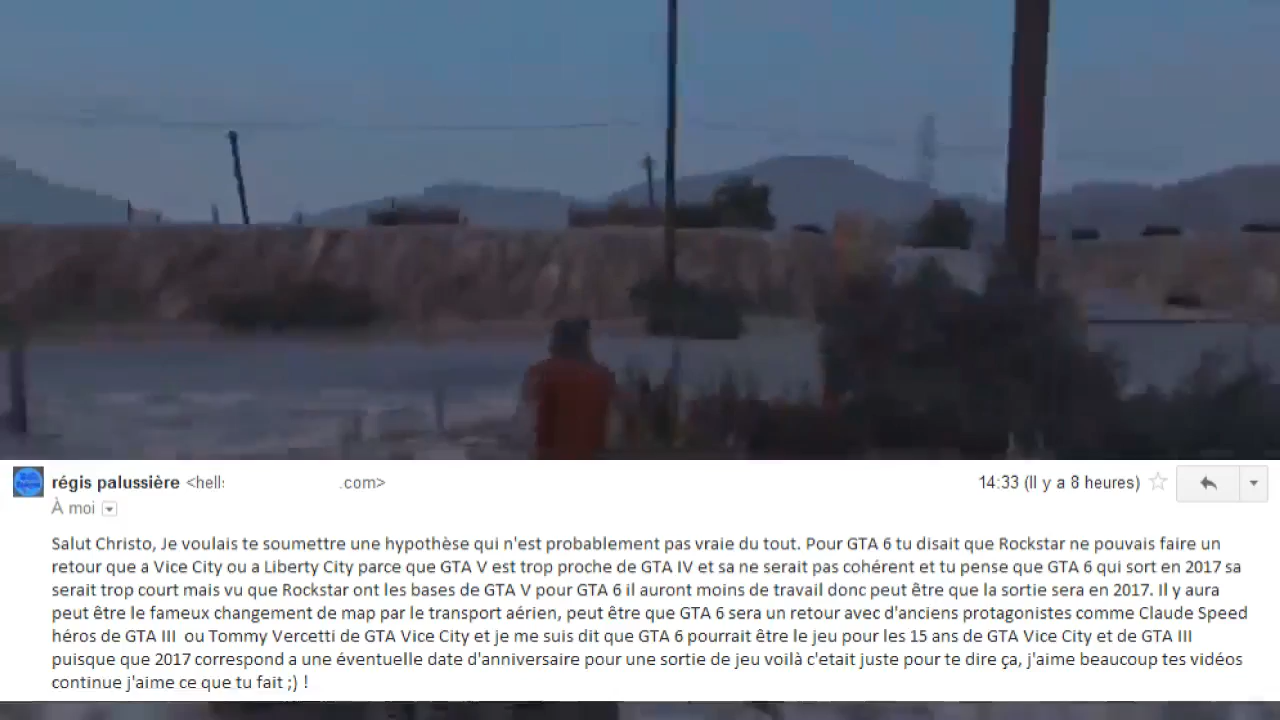 régis palussière <hell: .com> 14:33 (Il y a 8 heures)
À moi
Salut Christo, Je voulais te soumettre une hypothèse qui n'est probablement pas vraie du tout. Pour GTA 6 tu disait que Rockstar ne pouvais faire un
retour que a Vice City ou a Liberty City parce que GTA V est trop proche de GTA IV et sa ne serait pas cohérent et tu pense que GTA 6 qui sort en 2017 sa
serait trop court mais vu que Rockstar ont les bases de GTA V pour GTA 6 il auront moins de travail donc peut être que la sortie sera en 2017. Il y aura
peut être le fameux changement de map par le transport aérien, peut être que GTA 6 sera un retour avec d'anciens protagonistes comme Claude Speed
héros de GTA III  ou Tommy Vercetti de GTA Vice City et je me suis dit que GTA 6 pourrait être le jeu pour les 15 ans de GTA Vice City et de GTA III
puisque que 2017 correspond a une éventuelle date d'anniversaire pour une sortie de jeu voilà c'etait juste pour te dire ça, j'aime beaucoup tes vidéos
continue j'aime ce que tu fait ;) !